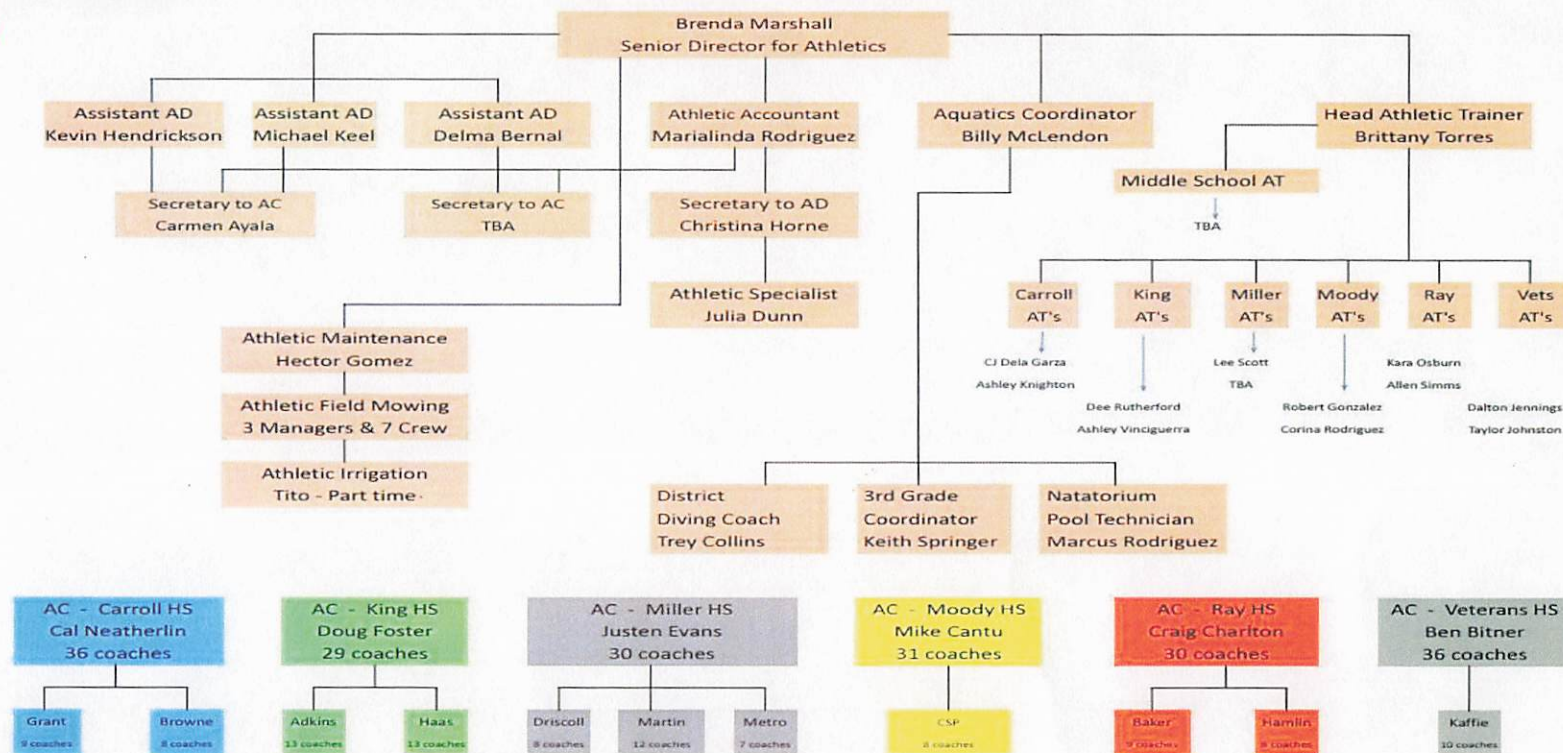 Brenda Marshall
Senior Director for Athletics
Assistant AD
Kevin Hendrickson
Assistant AD
Michael Keel
Assistant AD
Delma Bernal
Athletic Accountant
Marialinda Rodriguez
Aquatics Coordinator
Billy McLendon
Head Athletic Trainer
Brittany Torres
Middle School AT
TBA
Secretary to AC
Carmen Ayala
Secretary to AC
TBA
Secretary to AD
Christina Horne
Athletic Specialist
Julia Dunn
Carroll
AT's
King
AT's
Miller
AT's
Moody
AT's
Ray
AT's
Vets
AT's
CJ Dela Garza
Ashley Knighton
Dee Rutherford
Ashley Vinciguerra
Lee Scott
TBA
Robert Gonzalez
Corina Rodriguez
Kara Osburn
Allen Simms
Dalton Jennings
Taylor Johnston
Athletic Maintenance
Hector Gomez
Athletic Field Mowing
3 Managers & 7 Crew
Athletic Irrigation
Tito - Part time
District
Diving Coach
Trey Collins
3rd Grade
Coordinator
Keith Springer
Natatorium
Pool Technician
Marcus Rodriguez
AC - Carroll HS
Cal Neatherlin
36 coaches
AC - King HS
Doug Foster
29 coaches
AC - Miller HS
Justen Evans
30 coaches
AC - Moody HS
Mike Cantu
31 coaches
AC - Ray HS
Craig Charlton
30 coaches
AC - Veterans HS
Ben Bitner
36 coaches
Grant
9 coaches
Browne
8 coaches
Adkins
13 coaches
Haas
13 coaches
Driscoll
8 coaches
Martin
12 coaches
Metro
7 coaches
CSP
8 coaches
Baker
9 coaches
Hamlin
8 coaches
Kaffie
10 coaches